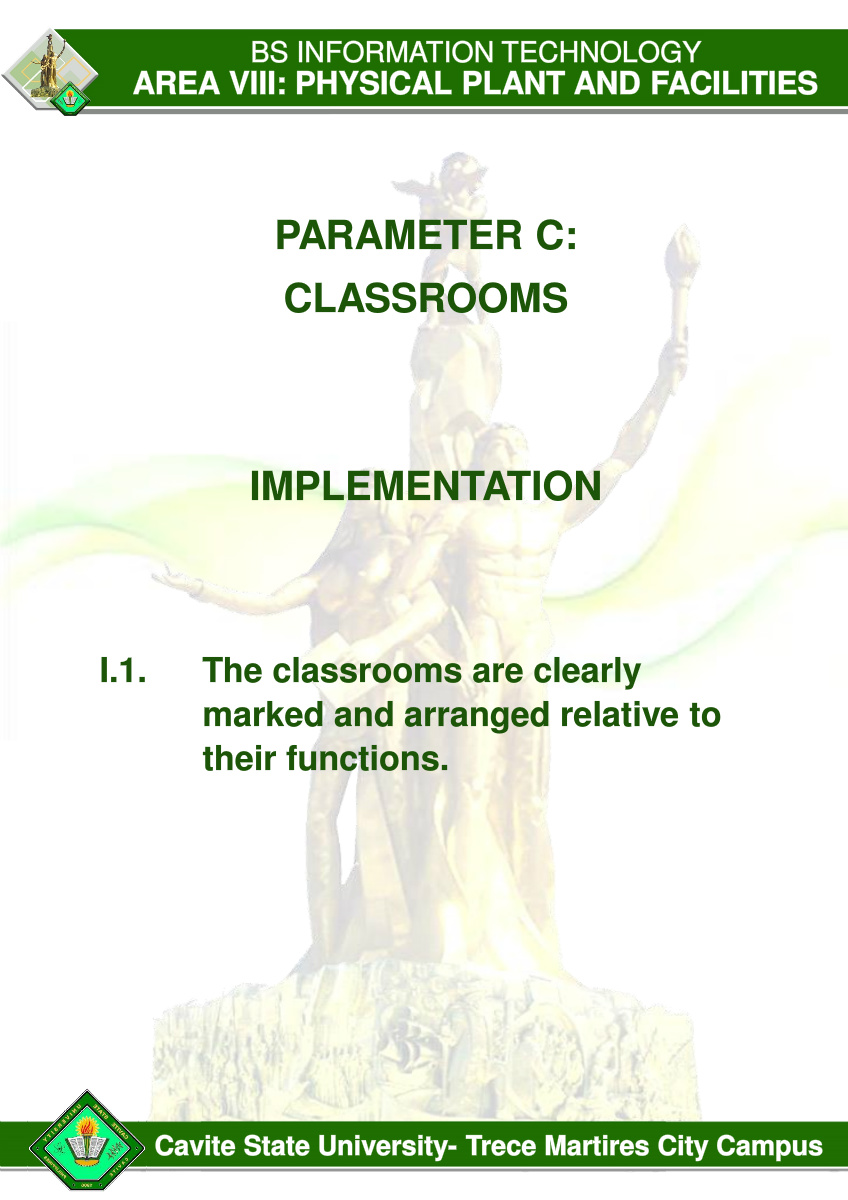 BS INFORMATION TECHNOLOGY
AREA VIII: PHYSICAL PLANT AND FACILITIES
PARAMETER C:
CLASSROOMS
IMPLEMENTATION
I.1. The classrooms are clearly
marked and arranged relative to
their functions.
Cavite State University- Trece Martires City Campus